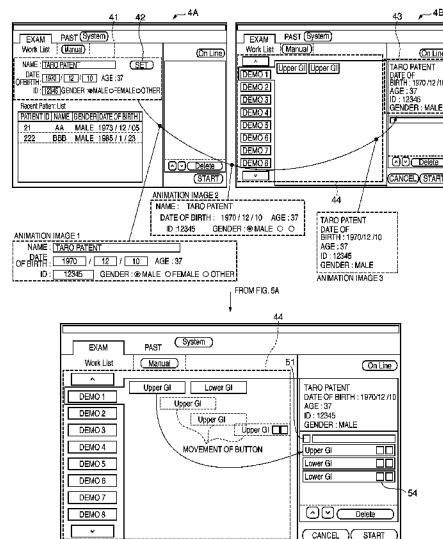 41 42 4A
EXAM PAST System
Work List Manual
On Line
NAME : TARO PATENT SET
DATE OF BIRTH : 1970 / 12 / 10 AGE : 37
ID : 12345 GENDER : MALE FEMALE OTHER
Recent Patient List
PATIENT ID NAME GENDER DATE OF BIRTH
21 AA MALE 1973 / 12 / 05
222 BBB MALE 1985 / 1 / 23
Delete
START
43 4B
EXAM PAST System
Work List Manual
On Line
Upper GI Upper GI
DEMO 1
DEMO 2
DEMO 3
DEMO 4
DEMO 5
DEMO 6
DEMO 7
DEMO 8
TARO PATENT
DATE OF
BIRTH : 1970 /12 /10
AGE : 37
ID : 12345
GENDER : MALE
Delete
CANCEL START
44
ANIMATION IMAGE 2
NAME : TARO PATENT
DATE OF BIRTH : 1970 / 12 / 10 AGE : 37
ID :12345 GENDER : MALE
TARO PATENT
DATE OF
BIRTH : 1970 /12 /10
AGE : 37
ID : 12345
GENDER : MALE
ANIMATION IMAGE 3
ANIMATION IMAGE 1
NAME : TARO PATENT
DATE OF BIRTH : 1970 / 12 / 10 AGE : 37
ID : 12345 GENDER : MALE FEMALE OTHER
FROM FIG. 5A
44
EXAM PAST System
Work List Manual
On Line
51
DEMO 1
DEMO 2
DEMO 3
DEMO 4
DEMO 5
DEMO 6
DEMO 7
DEMO 8
Upper GI Lower GI
Upper GI
Upper GI
Upper GI
MOVEMENT OF BUTTON
TARO PATENT
DATE OF BIRTH : 1970 /12 /10
AGE : 37
ID : 12345
GENDER : MALE
Upper GI
Lower GI
Lower GI
54
Delete
CANCEL START